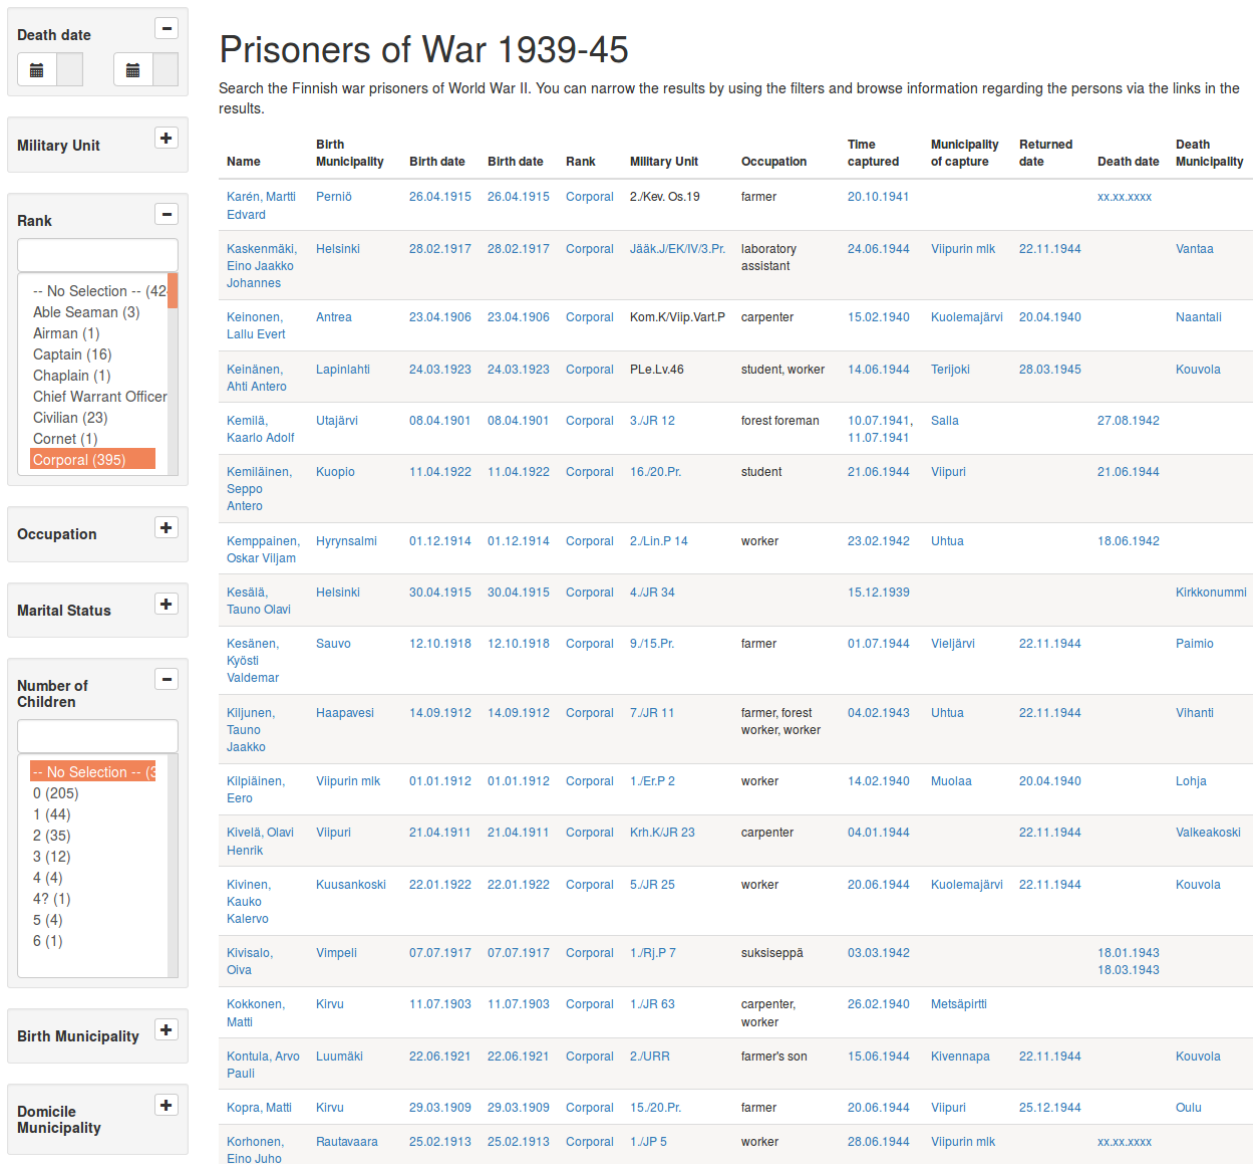 Death date
Military Unit
Rank
-- No Selection -- (42
Able Seaman (3)
Airman (1)
Captain (16)
Chaplain (1)
Chief Warrant Officer
Civilian (23)
Cornet (1)
Corporal (395)
Occupation
Marital Status
Number of
Children
-- No Selection -- (3
0 (205)
1 (44)
2 (35)
3 (12)
4 (4)
4? (1)
5 (4)
6 (1)
Birth Municipality
Domicile
Municipality
Prisoners of War 1939-45
Search the Finnish war prisoners of World War II. You can narrow the results by using the filters and browse information regarding the persons via the links in the
results.
Birth Time Municipality Returned Death
Name Municipality Birth date Birth date Rank Military Unit Occupation captured of capture date Death date Municipality
Karén, Martti Perniö 26.04.1915 26.04.1915 Corporal 2./Kev. Os.19 farmer 20.10.1941 xx.xx.xxxx
Edvard
Kaskenmäki, Helsinki 28.02.1917 28.02.1917 Corporal Jääk.J/EK/IV/3.Pr. laboratory 24.06.1944 Viipurin mlk 22.11.1944 Vantaa
Eino Jaakko assistant
Johannes
Keinonen, Antrea 23.04.1906 23.04.1906 Corporal Kom.K/Viip.Vart.P carpenter 15.02.1940 Kuolemajärvi 20.04.1940 Naantali
Lallu Evert
Keinänen, Lapinlahti 24.03.1923 24.03.1923 Corporal PLe.Lv.46 student, worker 14.06.1944 Terijoki 28.03.1945 Kouvola
Ahti Antero
Kemilä, Utajärvi 08.04.1901 08.04.1901 Corporal 3./JR 12 forest foreman 10.07.1941, Salla 27.08.1942
Kaarlo Adolf 11.07.1941
Kemiläinen, Kuopio 11.04.1922 11.04.1922 Corporal 16./20.Pr. student 21.06.1944 Viipuri 21.06.1944
Seppo
Antero
Kemppainen, Hyrynsalmi 01.12.1914 01.12.1914 Corporal 2./Lin.P 14 worker 23.02.1942 Uhtua 18.06.1942
Oskar Viljam
Kesälä, Helsinki 30.04.1915 30.04.1915 Corporal 4./JR 34 15.12.1939 Kirkkonummi
Tauno Olavi
Kesänen, Sauvo 12.10.1918 12.10.1918 Corporal 9./15.Pr. farmer 01.07.1944 Vieljärvi 22.11.1944 Paimio
Kyösti
Valdemar
Kiljunen, Haapavesi 14.09.1912 14.09.1912 Corporal 7./JR 11 farmer, forest 04.02.1943 Uhtua 22.11.1944 Vihanti
Tauno worker, worker
Jaakko
Kilpiäinen, Viipurin mlk 01.01.1912 01.01.1912 Corporal 1./Er.P 2 worker 14.02.1940 Muolaa 20.04.1940 Lohja
Eero
Kivelä, Olavi Viipuri 21.04.1911 21.04.1911 Corporal Krh.K/JR 23 carpenter 04.01.1944 22.11.1944 Valkeakoski
Henrik
Kivinen, Kuusankoski 22.01.1922 22.01.1922 Corporal 5./JR 25 worker 20.06.1944 Kuolemajärvi 22.11.1944 Kouvola
Kauko
Kalervo
Kivisalo, Vimpeli 07.07.1917 07.07.1917 Corporal 1./Rj.P 7 suksiseppä 03.03.1942 18.01.1943
Oiva 18.03.1943
Kokkonen, Kirvu 11.07.1903 11.07.1903 Corporal 1./JR 63 carpenter, 26.02.1940 Metsäpirtti
Matti worker
Kontula, Arvo Luumäki 22.06.1921 22.06.1921 Corporal 2./URR farmer's son 15.06.1944 Kivennapa 22.11.1944 Kouvola
Pauli
Kopra, Matti Kirvu 29.03.1909 29.03.1909 Corporal 15./20.Pr. farmer 20.06.1944 Viipuri 25.12.1944 Oulu
Korhonen, Rautavaara 25.02.1913 25.02.1913 Corporal 1./JP 5 worker 28.06.1944 Viipurin mlk xx.xx.xxxx
Eino Juho